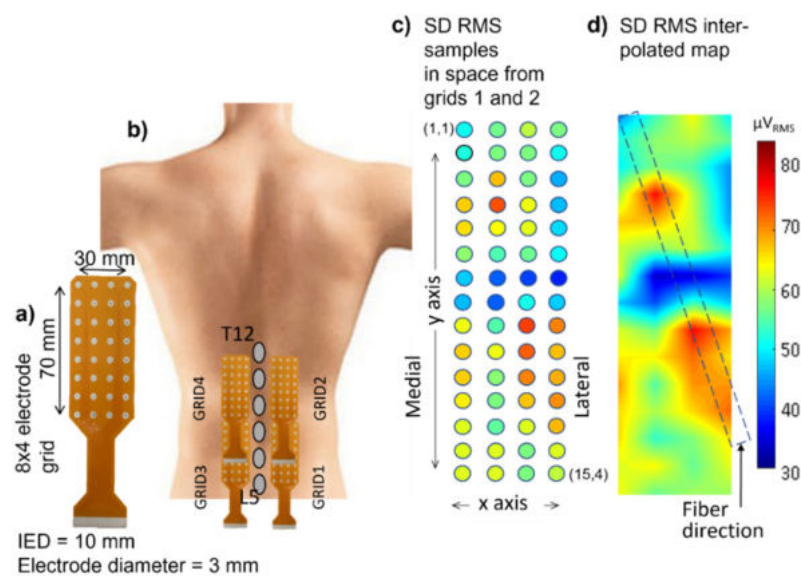 c) SD RMS
samples
in space from
grids 1 and 2
d) SD RMS inter-
polated map
b)
(1,1)
µV_RMS
80
70
60
50
40
30
y axis
Medial
Lateral
(15,4)
x axis
Fiber
direction
30 mm
a)
70 mm
8x4 electrode
grid
T12
GRID4
GRID2
GRID3
GRID1
L5
IED = 10 mm
Electrode diameter = 3 mm